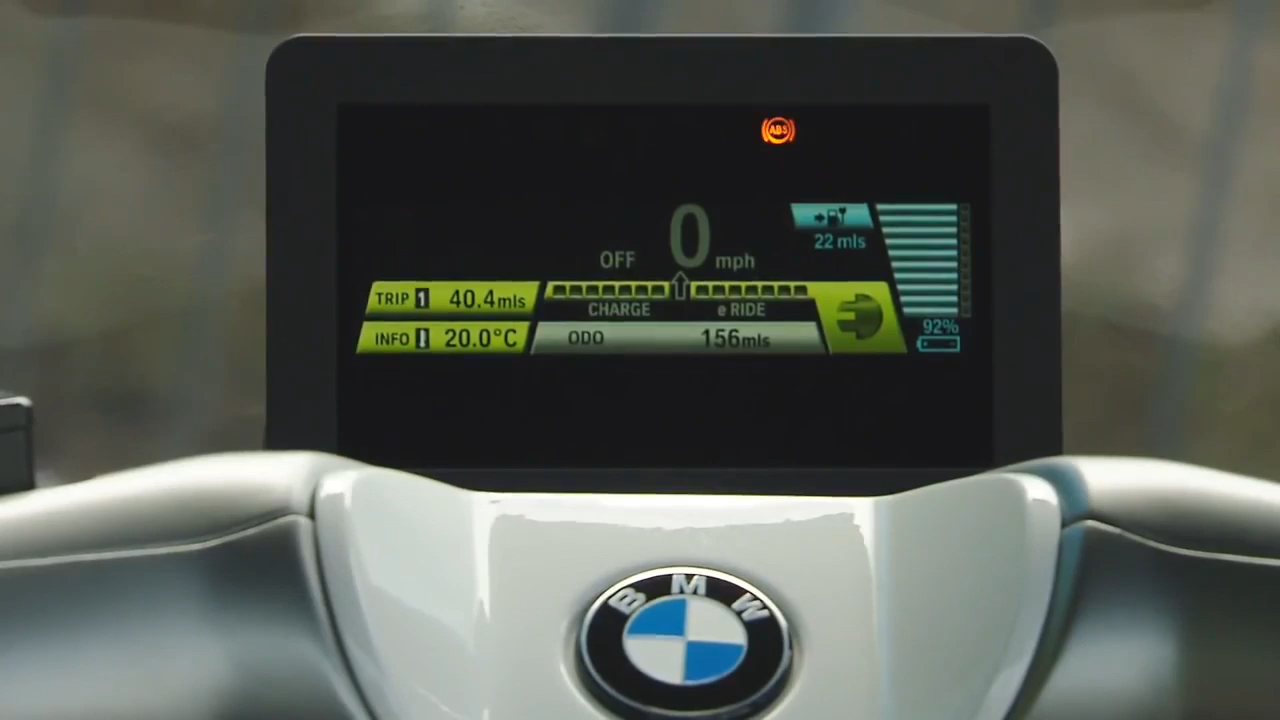 ABS
0
OFF mph
22 mls
TRIP 1 40.4mls
CHARGE e RIDE
INFO 20.0°C
ODO 156mls
92%
BMW